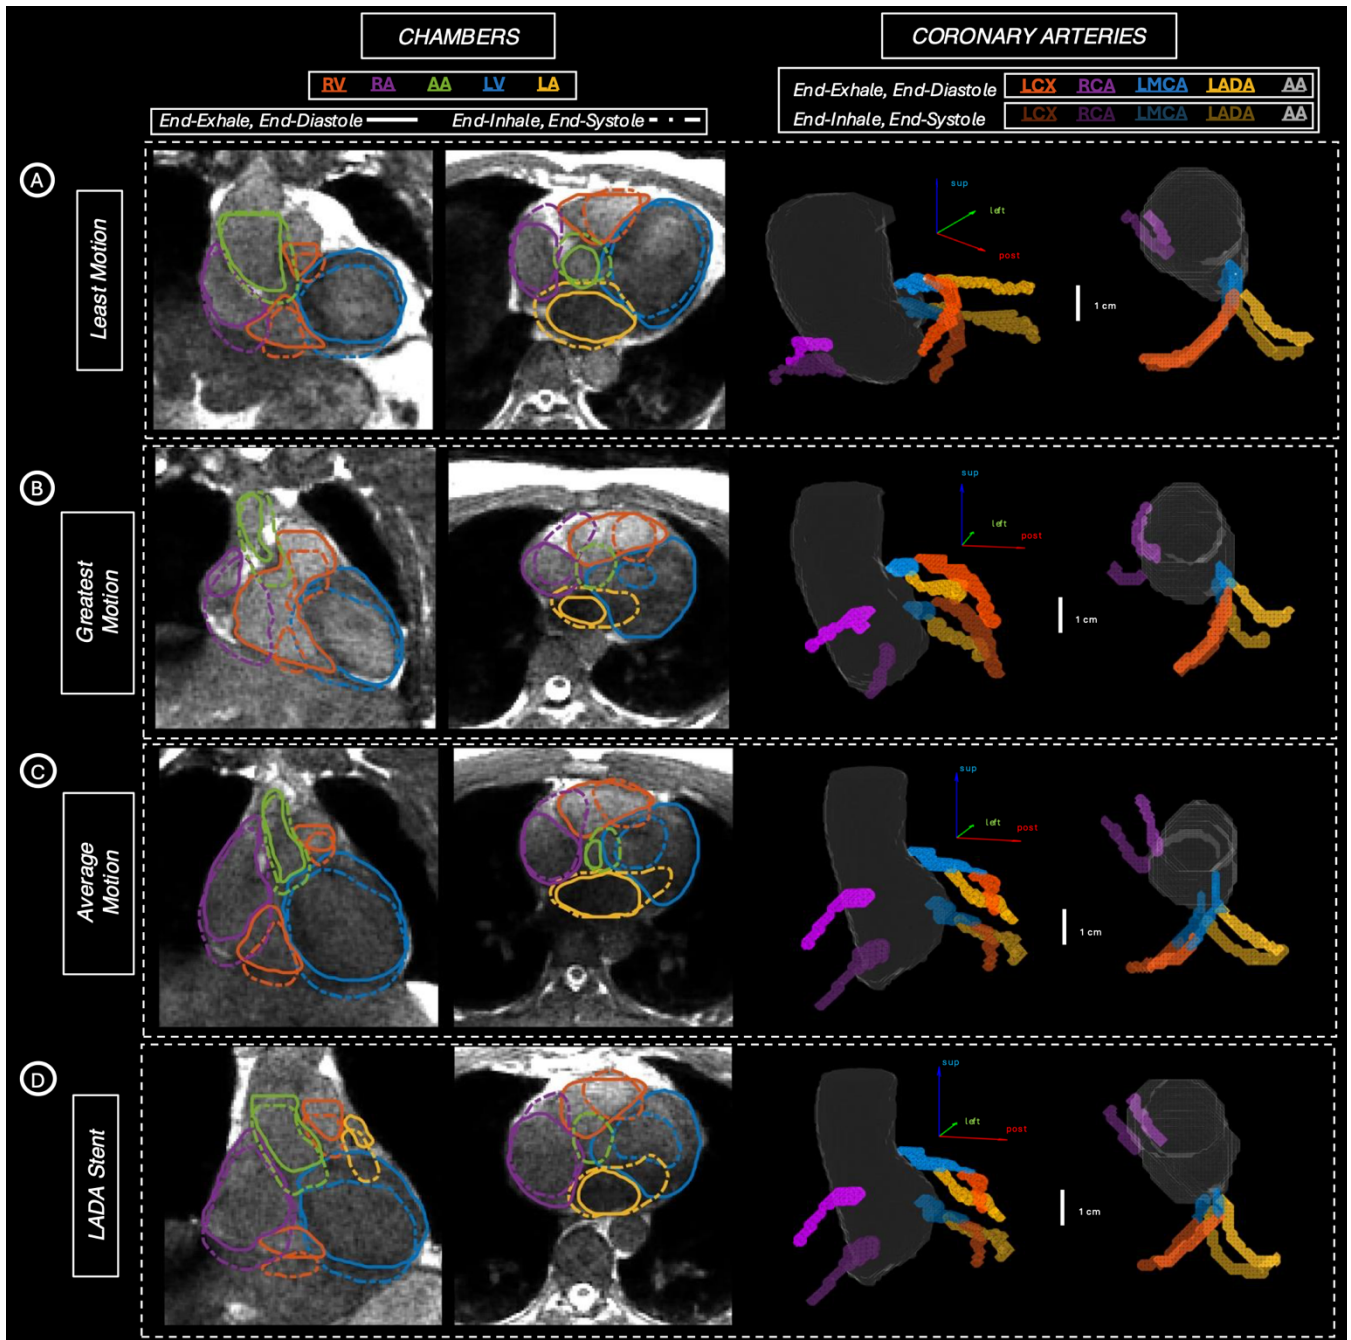 CHAMBERS
CORONARY ARTERIES
RV RA AA LV LA
End-Exhale, End-Diastole LCX RCA LMCA LADA AA
End-Exhale, End-Diastole End-Inhale, End-Systole
End-Inhale, End-Systole LCX RCA LMCA LADA AA
A
Least Motion
sup
left
post
1 cm
B
Greatest
Motion
sup
left
post
1 cm
C
Average
Motion
sup
left
post
1 cm
D
LADA Stent
sup
left
post
1 cm